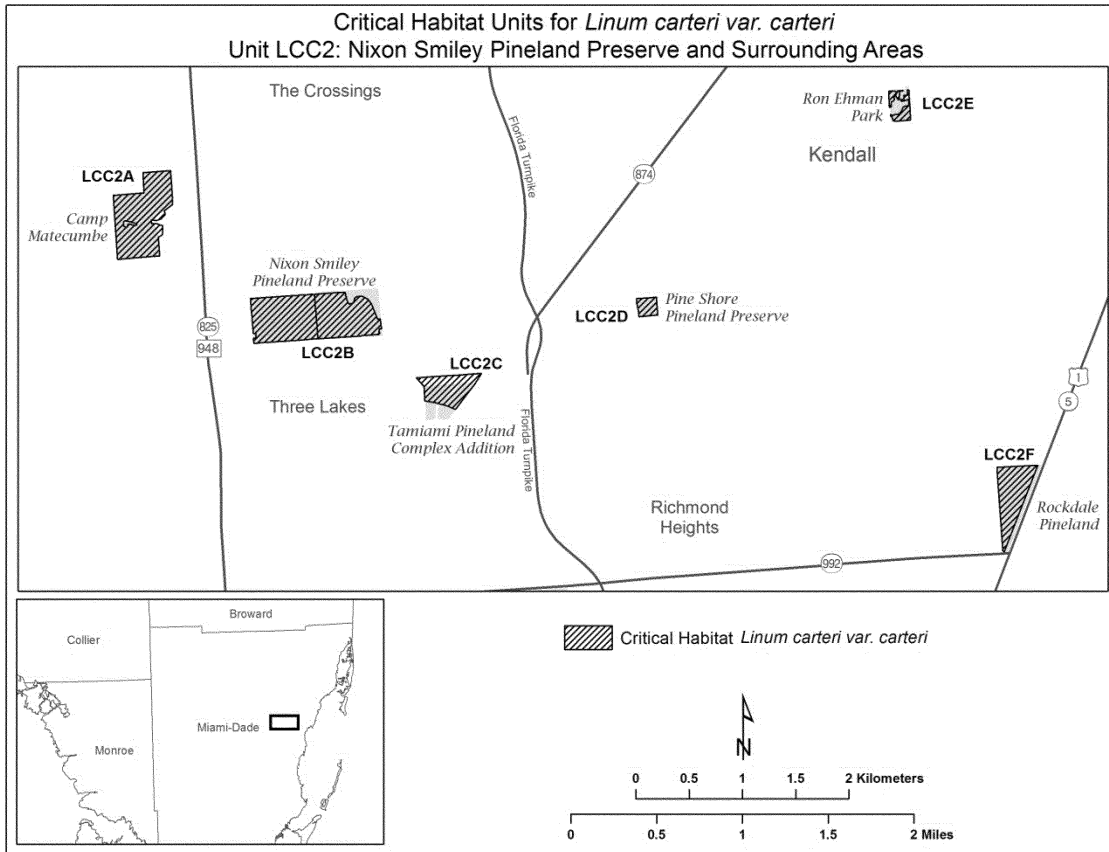 Critical Habitat Units for Linum carteri var. carteri
Unit LCC2: Nixon Smiley Pineland Preserve and Surrounding Areas
The Crossings
Ron Ehman
Park
LCC2E
Kendall
Florida Turnpike
874
LCC2A
Camp
Matecumbe
Nixon Smiley
Pineland Preserve
LCC2B
825
948
LCC2D
Pine Shore
Pineland Preserve
LCC2C
Three Lakes
Tamiami Pineland
Complex Addition
Florida Turnpike
1
5
LCC2F
Rockdale
Pineland
Richmond
Heights
992
Broward
Collier
Miami-Dade
Monroe
Critical Habitat Linum carteri var. carteri
N
0 0.5 1 1.5 2 Kilometers
0 0.5 1 1.5 2 Miles